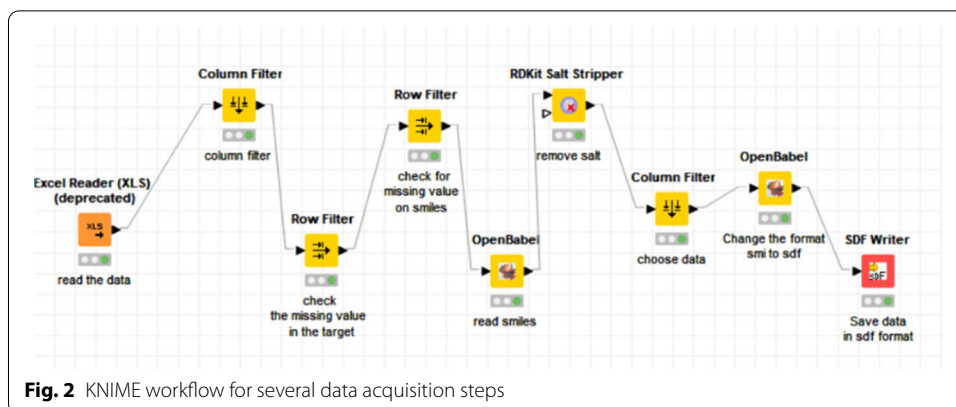 Column Filter
column filter
Excel Reader (XLS)
(deprecated)
XLS
read the data
Row Filter
check
the missing value
in the target
Row Filter
check for
missing value
on smiles
OpenBabel
read smiles
RDKit Salt Stripper
remove salt
Column Filter
choose data
OpenBabel
Change the format
smi to sdf
SDF Writer
SDF
Save data
in sdf format
Fig. 2 KNIME workflow for several data acquisition steps